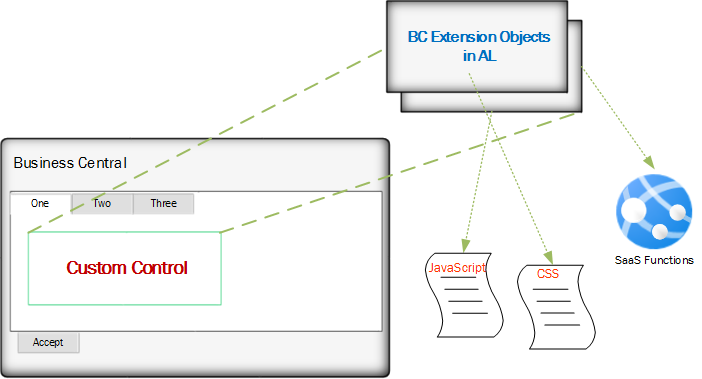 BC Extension Objects
in AL
Business Central
One
Two
Three
Custom Control
Accept
JavaScript
CSS
SaaS Functions